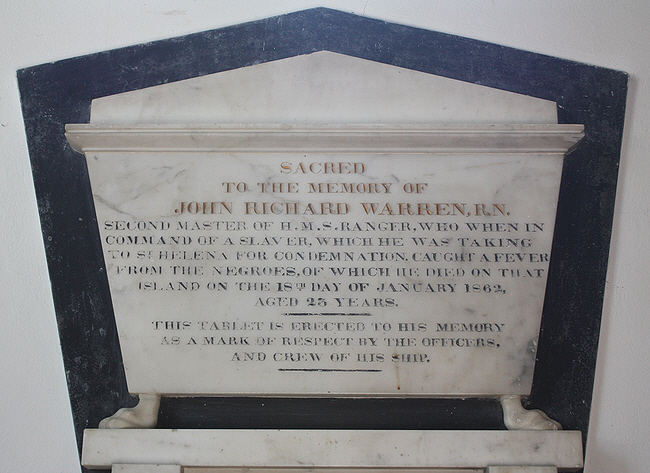 SACRED
TO THE MEMORY OF
JOHN RICHARD WARREN, R.N.
SECOND MASTER OF H.M.S. RANGER, WHO WHEN IN
COMMAND OF A SLAVER, WHICH HE WAS TAKING
TO ST HELENA FOR CONDEMNATION, CAUGHT A FEVER
FROM THE NEGROES, OF WHICH HE DIED ON THAT
ISLAND ON THE 18TH DAY OF JANUARY 1862,
AGED 23 YEARS.
THIS TABLET IS ERECTED TO HIS MEMORY
AS A MARK OF RESPECT BY THE OFFICERS,
AND CREW OF HIS SHIP.